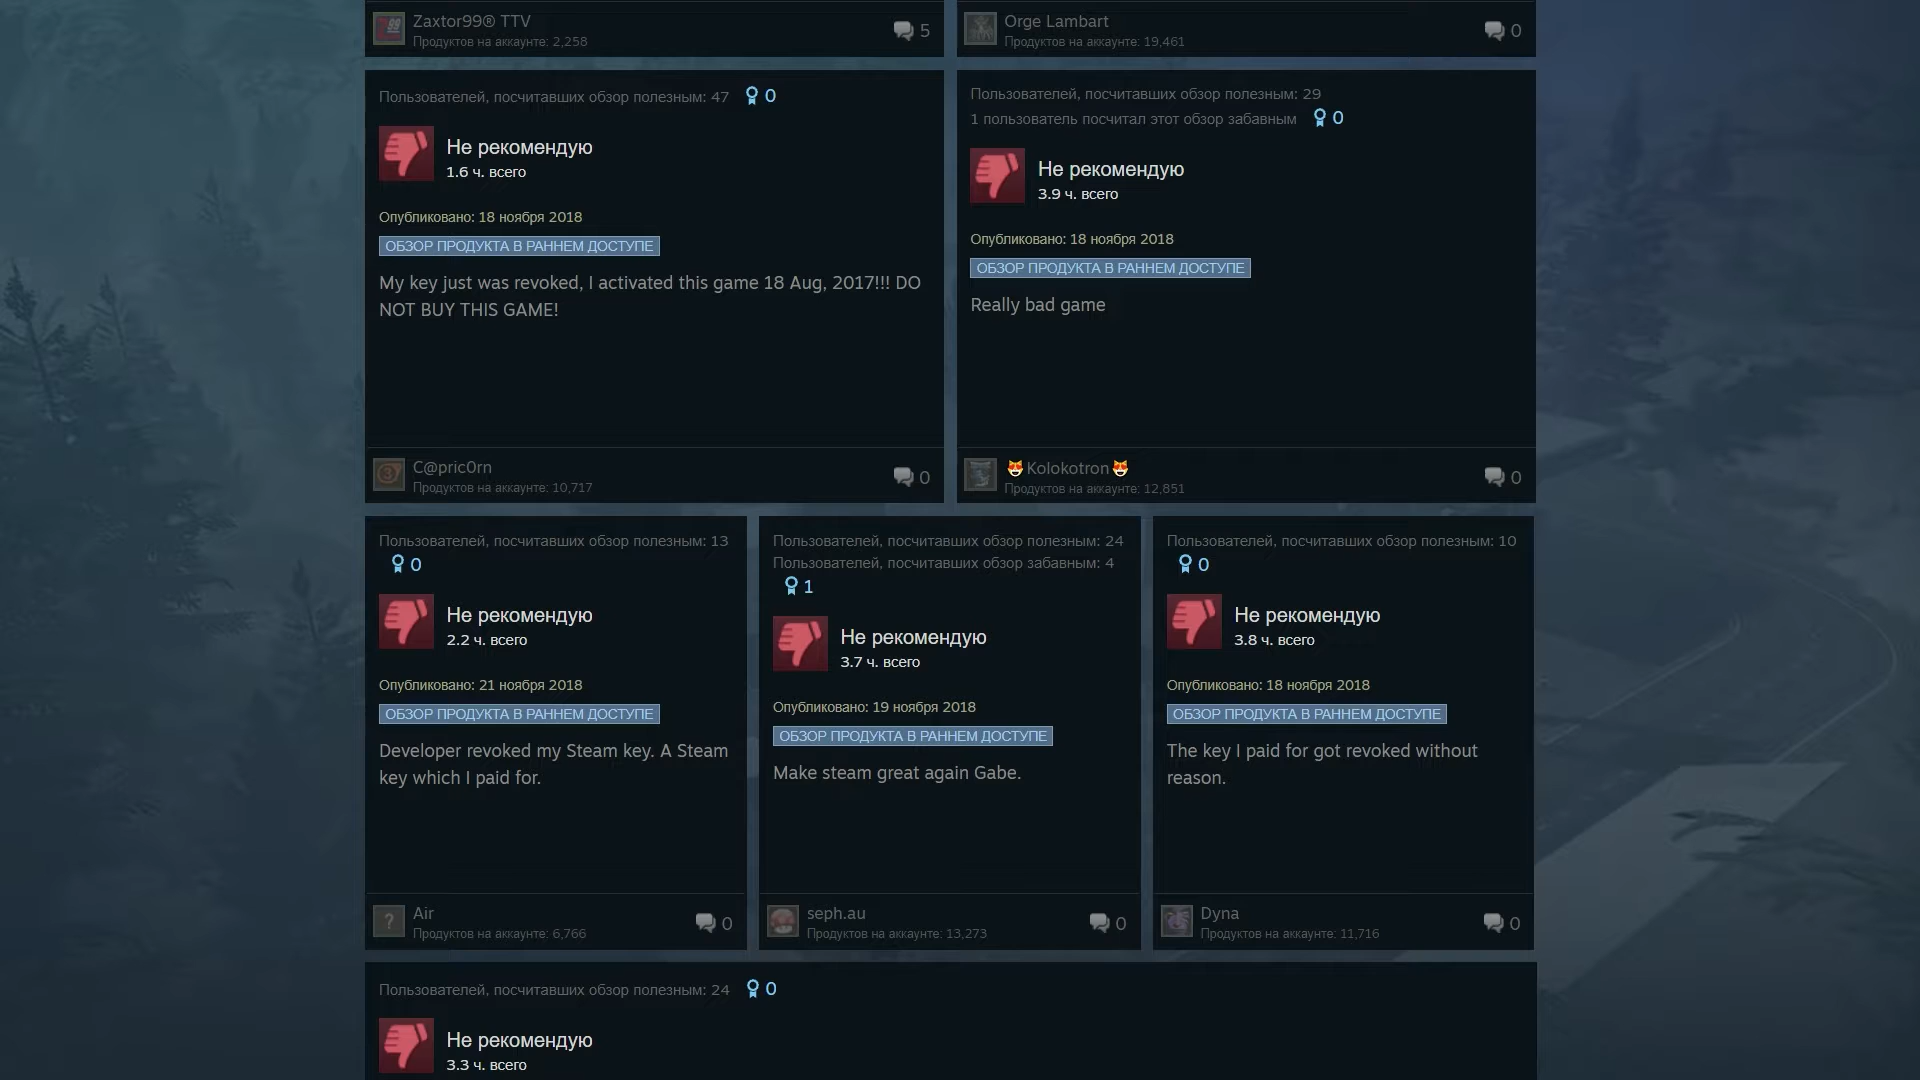 Zaxtor99® TTV
Продуктов на аккаунте: 2,258
5
Orge Lambart
Продуктов на аккаунте: 19,461
0
Пользователей, посчитавших обзор полезным: 47 0
Не рекомендую
1.6 ч. всего
Опубликовано: 18 ноября 2018
ОБЗОР ПРОДУКТА В РАННЕМ ДОСТУПЕ
My key just was revoked, I activated this game 18 Aug, 2017!!! DO
NOT BUY THIS GAME!
C@pric0rn
Продуктов на аккаунте: 10,717
0
Пользователей, посчитавших обзор полезным: 29
1 пользователь посчитал этот обзор забавным 0
Не рекомендую
3.9 ч. всего
Опубликовано: 18 ноября 2018
ОБЗОР ПРОДУКТА В РАННЕМ ДОСТУПЕ
Really bad game
😻Kolokotron😻
Продуктов на аккаунте: 12,851
0
Пользователей, посчитавших обзор полезным: 13
0
Не рекомендую
2.2 ч. всего
Опубликовано: 21 ноября 2018
ОБЗОР ПРОДУКТА В РАННЕМ ДОСТУПЕ
Developer revoked my Steam key. A Steam
key which I paid for.
Air
Продуктов на аккаунте: 6,766
0
Пользователей, посчитавших обзор полезным: 24
Пользователей, посчитавших обзор забавным: 4
1
Не рекомендую
3.7 ч. всего
Опубликовано: 19 ноября 2018
ОБЗОР ПРОДУКТА В РАННЕМ ДОСТУПЕ
Make steam great again Gabe.
seph.au
Продуктов на аккаунте: 13,273
0
Пользователей, посчитавших обзор полезным: 10
0
Не рекомендую
3.8 ч. всего
Опубликовано: 18 ноября 2018
ОБЗОР ПРОДУКТА В РАННЕМ ДОСТУПЕ
The key I paid for got revoked without
reason.
Dyna
Продуктов на аккаунте: 11,716
0
Пользователей, посчитавших обзор полезным: 24 0
Не рекомендую
3.3 ч. всего